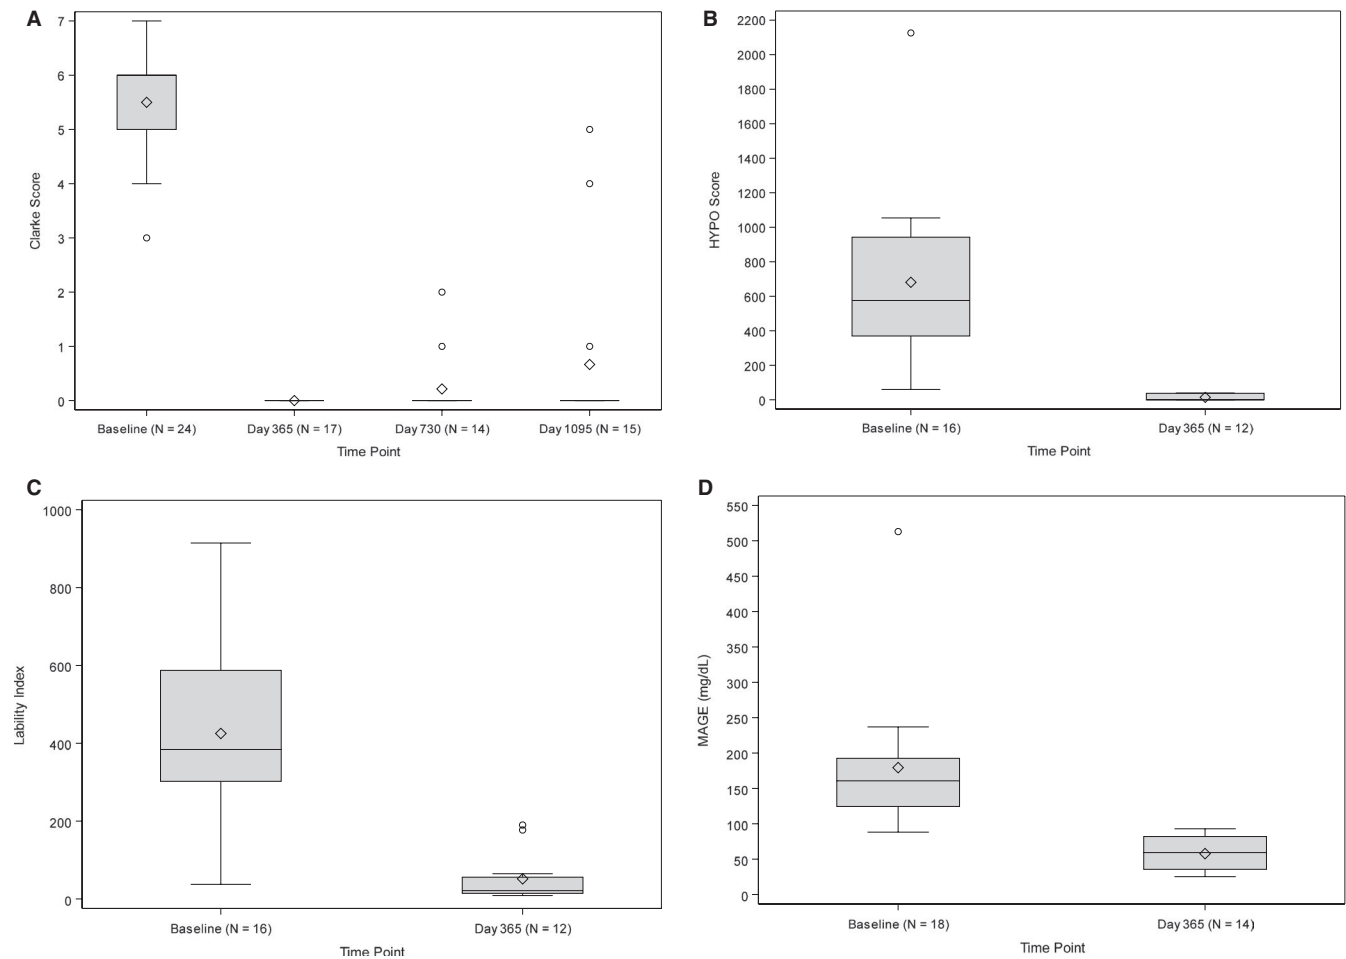 A
7
6
5
4
3
2
1
0
Clarke Score
Baseline (N = 24) Day 365 (N = 17) Day 730 (N = 14) Day 1095 (N = 15)
Time Point
B
2200
2000
1800
1600
1400
1200
1000
800
600
400
200
0
HYPO Score
Baseline (N = 16) Day 365 (N = 12)
Time Point
C
1000
800
600
400
200
0
Lability Index
Baseline (N = 16) Day 365 (N = 12)
Time Point
D
550
500
450
400
350
300
250
200
150
100
50
0
MAGE (mg/dL)
Baseline (N = 18) Day 365 (N = 14)
Time Point